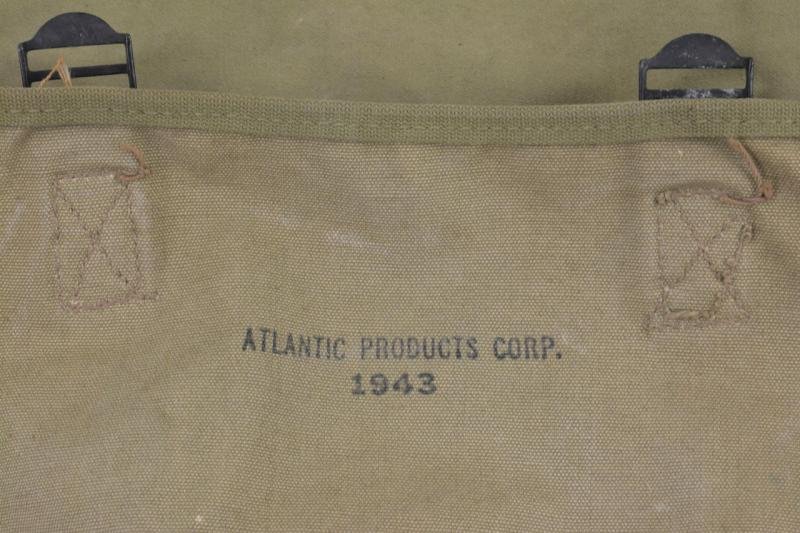 ATLANTIC PRODUCTS CORP.
1943